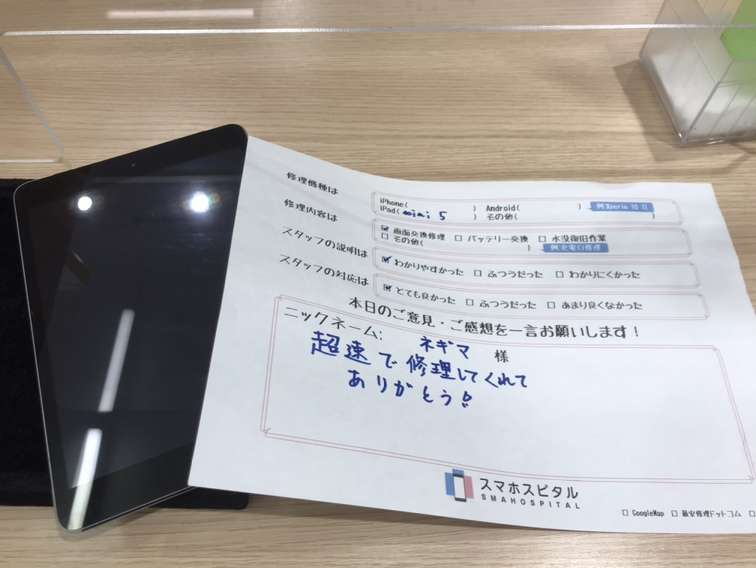 修理機種は
iPhone( ) Android( ) 例:Xperia 10 II
iPad( mini 5 ) その他( )
修理内容は
☑ 画面交換修理 □ バッテリー交換 □ 水没復旧作業
□ その他( ) 例:充電口修理
スタッフの説明は
☑ わかりやすかった □ ふつうだった □ わかりにくかった
スタッフの対応は
☑ とても良かった □ ふつうだった □ あまり良くなかった
本日のご意見・ご感想を一言お願いします!
ニックネーム: ネギマ 様
超速で修理してくれて
ありがとう!!
スマホスピタル
SMAHOSPITAL
□ GoogleMap □ 最安修理ドットコム □